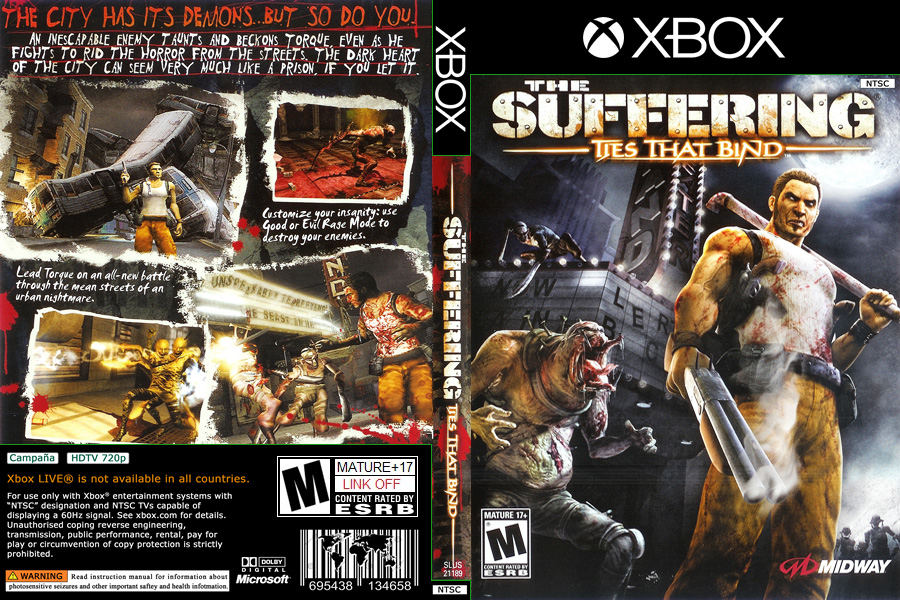 THE CITY HAS ITS DEMONS...BUT SO DO YOU.
AN INESCAPABLE ENEMY TAUNTS AND BECKONS TORQUE, EVEN AS HE
FIGHTS TO RID THE HORROR FROM THE STREETS. THE DARK HEART
OF THE CITY CAN SEEM VERY MUCH LIKE A PRISON, IF YOU LET IT.
Customize your insanity: use
Good or Evil Rage Mode to
destroy your enemies.
Lead Torque on an all-new battle
through the mean streets of an
urban nightmare.
Campaña
HDTV 720p
Xbox LIVE® is not available in all countries.
For use only with Xbox® entertainment systems with
“NTSC” designation and NTSC TVs capable of
displaying a 60Hz signal. See xbox.com for details.
Unauthorised coping reverse engineering,
transmission, public performance, rental, pay for
play or circumvention of copy protection is strictly
prohibited.
WARNING Read instruction manual for information about
photosensitive seizures and other important saftey and health infotmation.
M
MATURE+17
LINK OFF
CONTENT RATED BY
ESRB
DOLBY
DIGITAL
Microsoft
695438 134658
XBOX
THE SUFFERING TIES THAT BIND
SLUS
21189
NTSC
XBOX
NTSC
THE
SUFFERING
TIES THAT BIND™
MATURE 17+
M
CONTENT RATED BY
ESRB
MIDWAY